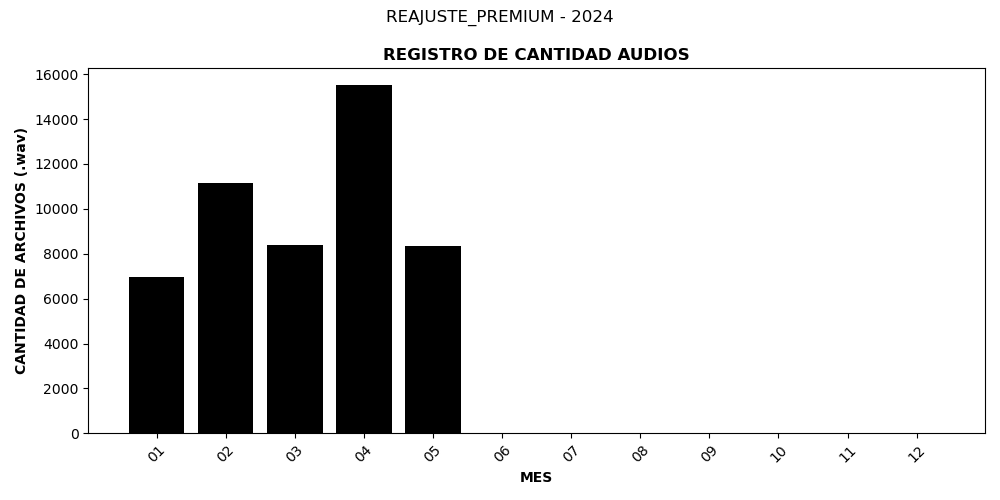 REAJUSTE_PREMIUM - 2024
REGISTRO DE CANTIDAD AUDIOS
CANTIDAD DE ARCHIVOS (.wav)
16000
14000
12000
10000
8000
6000
4000
2000
0
01 02 03 04 05 06 07 08 09 10 11 12
MES